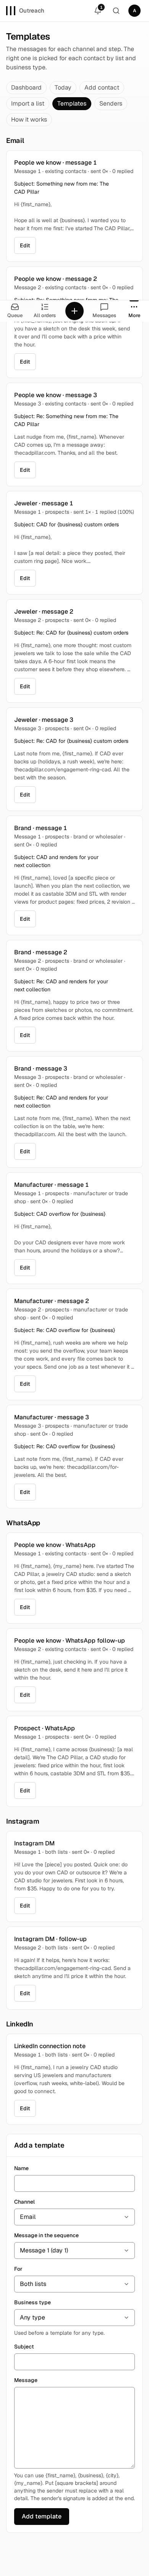 Outreach
1
A
Templates
The messages for each channel and step. The
right one is picked for each contact by list and
business type.
Dashboard
Today
Add contact
Import a list
Templates
Senders
How it works
Email
People we know · message 1
Message 1 · existing contacts · sent 0× · 0 replied
Subject: Something new from me: The
CAD Pillar
Hi {first_name},
Hope all is well at {business}. I wanted you to
hear it from me first: I've started The CAD Pillar,...
Edit
People we know · message 2
Message 2 · existing contacts · sent 0× · 0 replied
Queue
All orders
Messages
More
you have a sketch on the desk this week, send
it over and I'll come back with a price within the
hour.
Edit
People we know · message 3
Message 3 · existing contacts · sent 0× · 0 replied
Subject: Re: Something new from me: The
CAD Pillar
Last nudge from me, {first_name}. Whenever
CAD comes up, I'm a message away:
thecadpillar.com. Thanks, and all the best.
Edit
Jeweler · message 1
Message 1 · prospects · sent 1× · 1 replied (100%)
Subject: CAD for {business} custom orders
Hi {first_name},
I saw [a real detail: a piece they posted, their
custom ring page]. Nice work....
Edit
Jeweler · message 2
Message 2 · prospects · sent 0× · 0 replied
Subject: Re: CAD for {business} custom orders
Hi {first_name}, one more thought: most custom
jewelers we talk to lose the sale while the CAD
takes days. A 6-hour first look means the
customer sees it before they shop elsewhere. ...
Edit
Jeweler · message 3
Message 3 · prospects · sent 0× · 0 replied
Subject: Re: CAD for {business} custom orders
Last note from me, {first_name}. If CAD ever
backs up (holidays, a rush week), we're here:
thecadpillar.com/engagement-ring-cad. All the
best with the season.
Edit
Brand · message 1
Message 1 · prospects · brand or wholesaler ·
sent 0× · 0 replied
Subject: CAD and renders for your
next collection
Hi {first_name}, loved [a specific piece or
launch]. When you plan the next collection, we
model it as castable 3DM and STL with render
views for product pages: fixed prices, 2 revision ...
Edit
Brand · message 2
Message 2 · prospects · brand or wholesaler ·
sent 0× · 0 replied
Subject: Re: CAD and renders for your
next collection
Hi {first_name}, happy to price two or three
pieces from sketches or photos, no commitment.
A fixed price comes back within the hour.
Edit
Brand · message 3
Message 3 · prospects · brand or wholesaler ·
sent 0× · 0 replied
Subject: Re: CAD and renders for your
next collection
Last note from me, {first_name}. When the next
collection is on the table, we're here:
thecadpillar.com. All the best with the launch.
Edit
Manufacturer · message 1
Message 1 · prospects · manufacturer or trade
shop · sent 0× · 0 replied
Subject: CAD overflow for {business}
Hi {first_name},
Do your CAD designers ever have more work
than hours, around the holidays or a show?...
Edit
Manufacturer · message 2
Message 2 · prospects · manufacturer or trade
shop · sent 0× · 0 replied
Subject: Re: CAD overflow for {business}
Hi {first_name}, rush weeks are where we help
most: you send the overflow, your team keeps
the core work, and every file comes back to
your specs. Send one job as a test whenever it ...
Edit
Manufacturer · message 3
Message 3 · prospects · manufacturer or trade
shop · sent 0× · 0 replied
Subject: Re: CAD overflow for {business}
Last note from me, {first_name}. If CAD ever
backs up, we're here: thecadpillar.com/for-
jewelers. All the best.
Edit
WhatsApp
People we know · WhatsApp
Message 1 · existing contacts · sent 0× · 0 replied
Hi {first_name}, {my_name} here. I've started The
CAD Pillar, a jewelry CAD studio: send a sketch
or photo, get a fixed price within the hour and a
first look within 6 hours, from $35. If you need ...
Edit
People we know · WhatsApp follow-up
Message 2 · existing contacts · sent 0× · 0 replied
Hi {first_name}, just checking in. If you have a
sketch on the desk, send it here and I'll price it
within the hour.
Edit
Prospect · WhatsApp
Message 1 · prospects · sent 0× · 0 replied
Hi {first_name}, I came across {business}: [a real
detail]. We're The CAD Pillar, a CAD studio for
jewelers: fixed price within the hour, first look
within 6 hours, castable 3DM and STL from $35....
Edit
Instagram
Instagram DM
Message 1 · both lists · sent 0× · 0 replied
Hi! Love the [piece] you posted. Quick one: do
you do your own CAD or outsource it? We're a
CAD studio for jewelers. First look in 6 hours,
from $35. Happy to do one for you to try.
Edit
Instagram DM · follow-up
Message 2 · both lists · sent 0× · 0 replied
Hi again! If it helps, here's how it works:
thecadpillar.com/engagement-ring-cad. Send a
sketch anytime and I'll price it within the hour.
Edit
LinkedIn
LinkedIn connection note
Message 1 · both lists · sent 0× · 0 replied
Hi {first_name}, I run a jewelry CAD studio
serving US jewelers and manufacturers
(overflow, rush weeks, white-label). Would be
good to connect.
Edit
Add a template
Name
Channel
Email
Message in the sequence
Message 1 (day 1)
For
Both lists
Business type
Any type
Used before a template for any type.
Subject
Message
You can use {first_name}, {business}, {city},
{my_name}. Put [square brackets] around
anything the sender must replace with a real
detail. The sender's signature is added at the end.
Add template